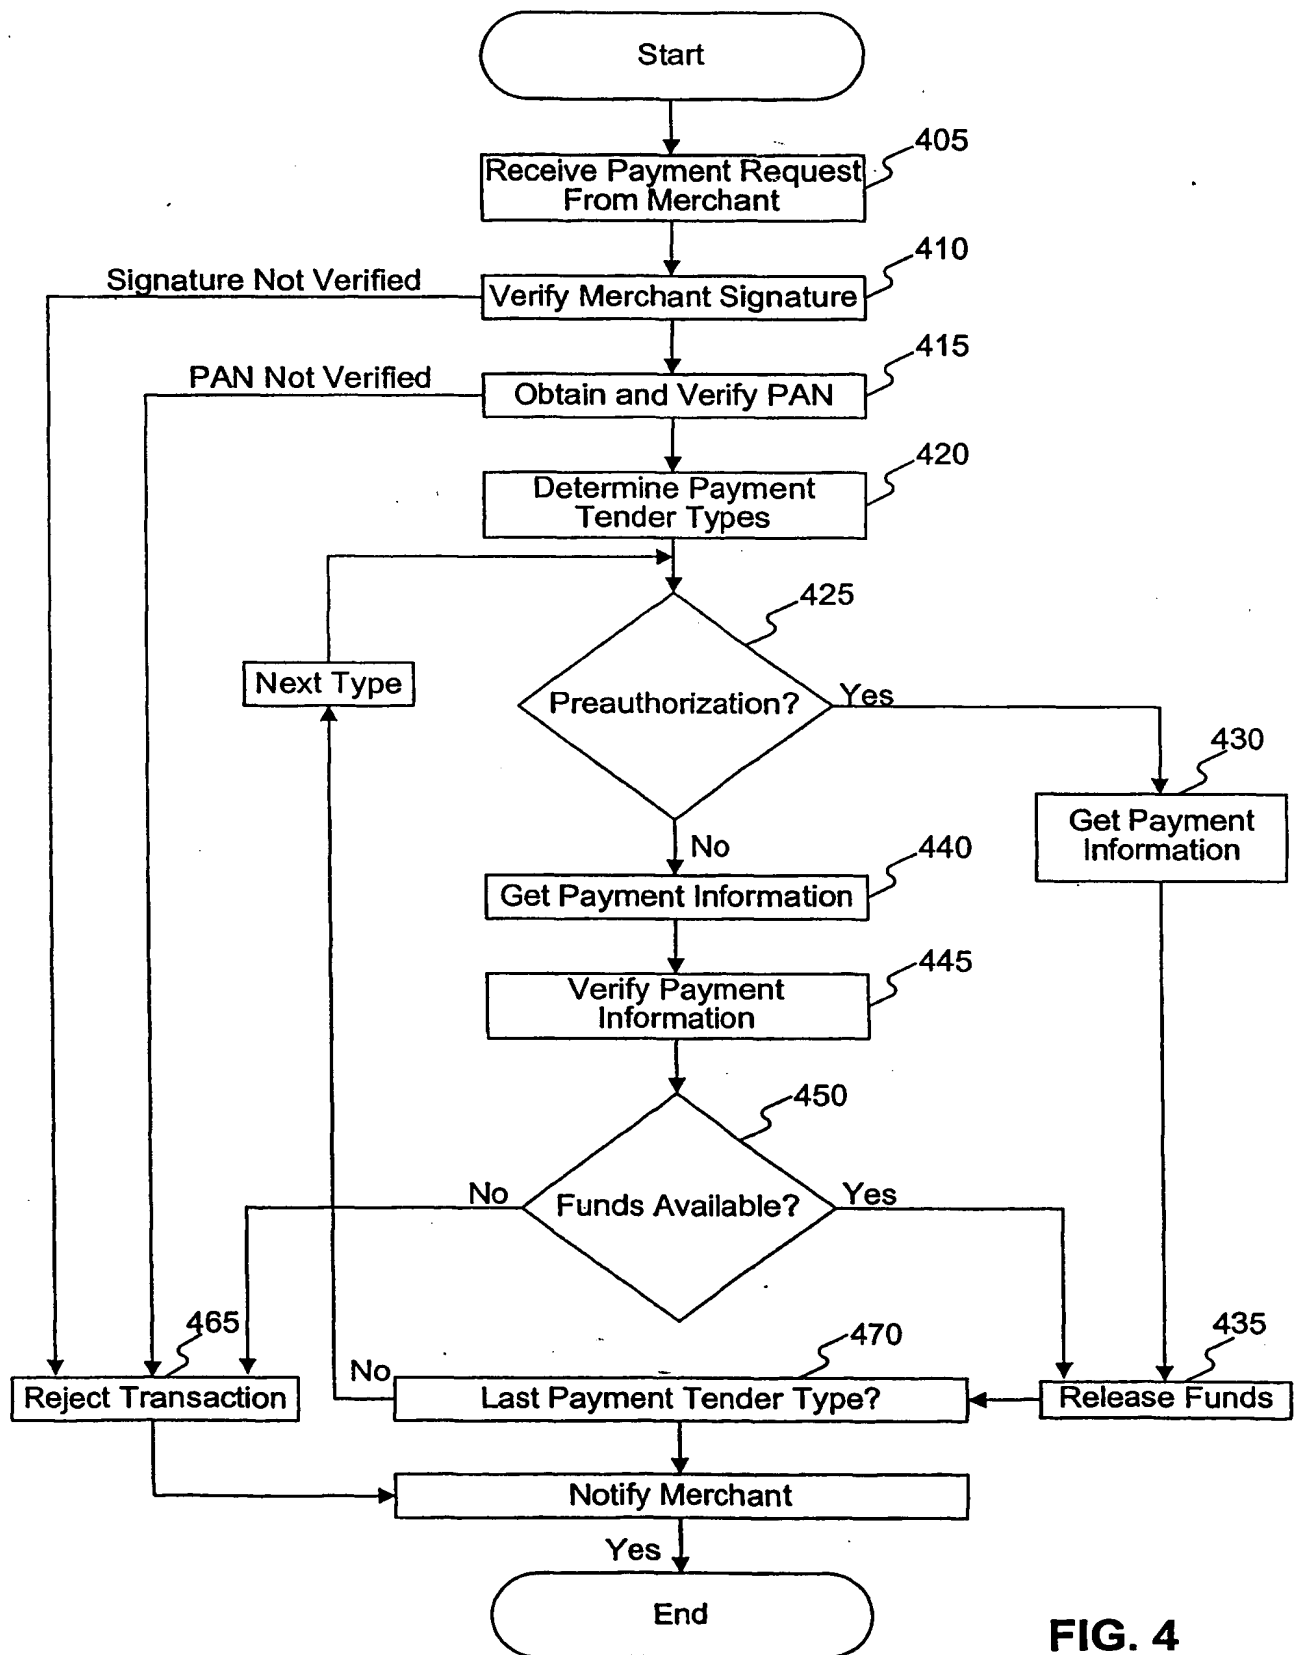 Start
405
Receive Payment Request
From Merchant
410
Signature Not Verified
Verify Merchant Signature
415
PAN Not Verified
Obtain and Verify PAN
420
Determine Payment
Tender Types
425
Next Type
Preauthorization?
Yes
430
Get Payment
Information
No
440
Get Payment Information
445
Verify Payment
Information
450
No
Funds Available?
Yes
465
470
435
No
Reject Transaction
Last Payment Tender Type?
Release Funds
Notify Merchant
Yes
End
FIG. 4